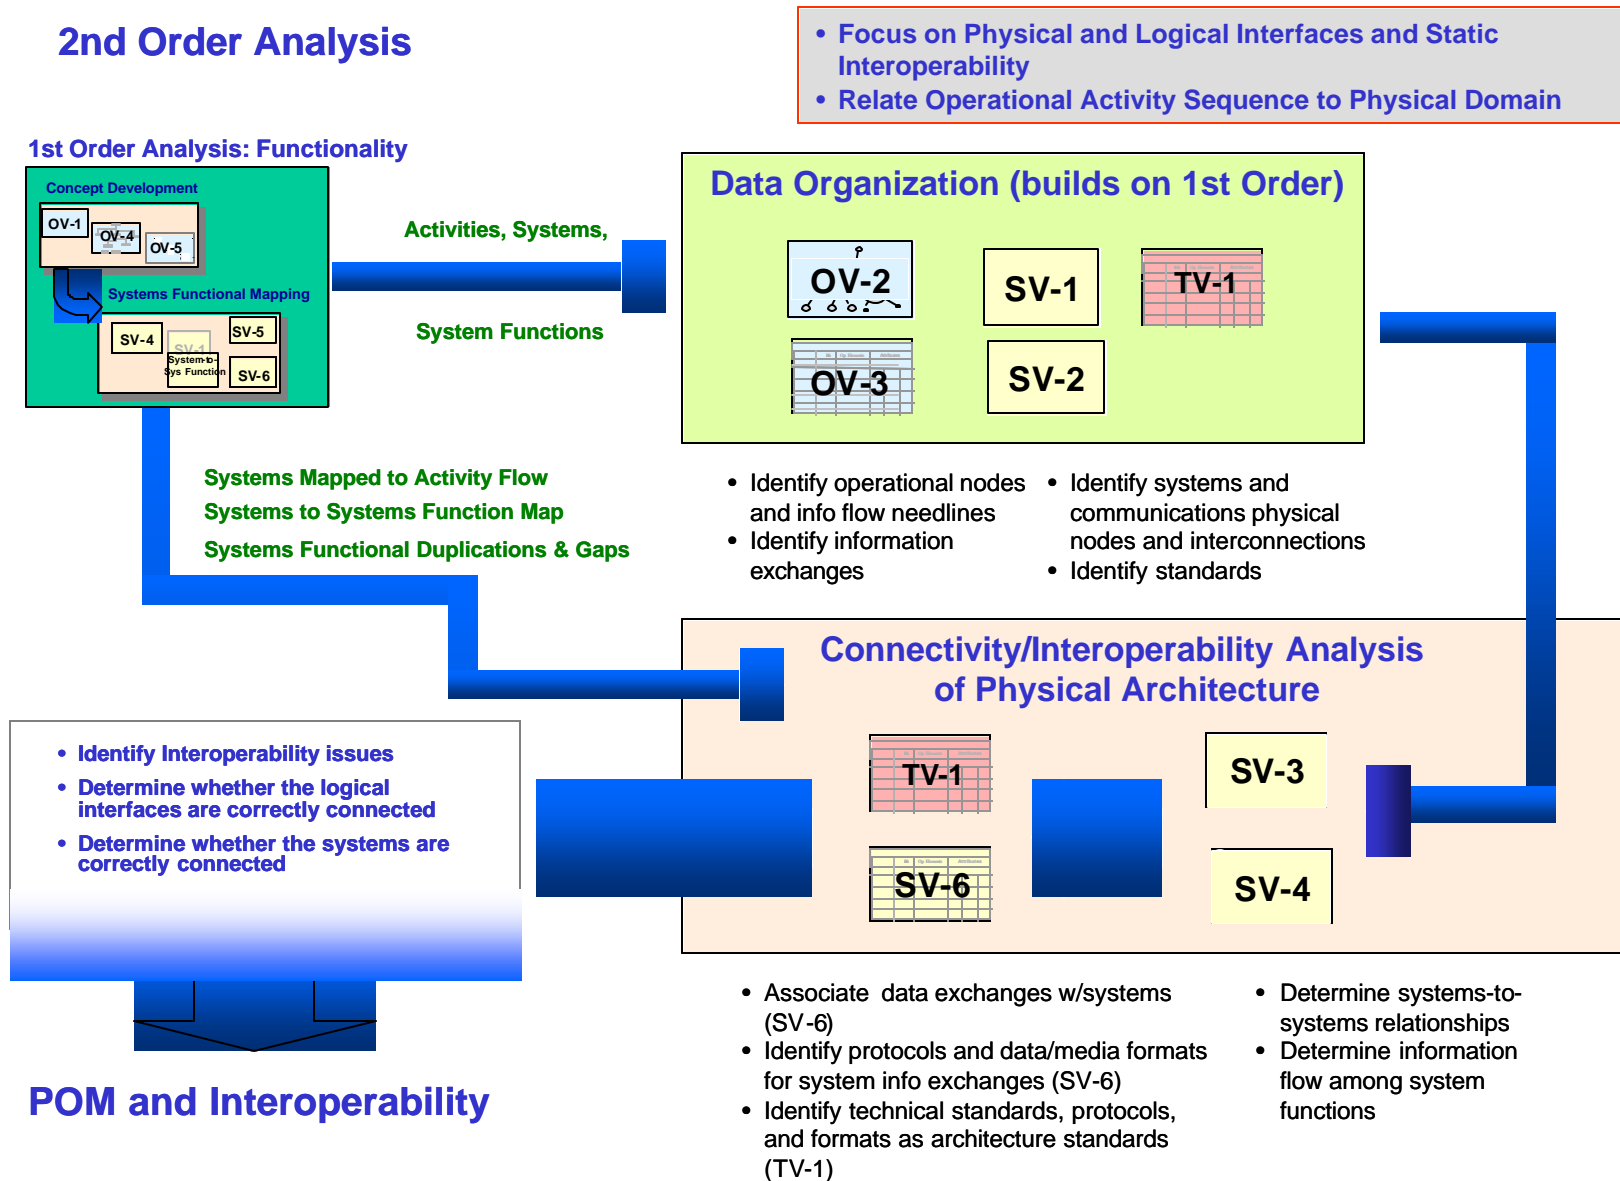 2nd Order Analysis
• Focus on Physical and Logical Interfaces and Static
Interoperability
• Relate Operational Activity Sequence to Physical Domain
1st Order Analysis: Functionality
Concept Development
OV-1
OV-4
OV-5
Systems Functional Mapping
SV-4
SV-1
System-to-
Sys Function
SV-5
SV-6
Activities, Systems,
System Functions
Data Organization (builds on 1st Order)
OV-2
SV-1
TV-1
OV-3
SV-2
Systems Mapped to Activity Flow
Systems to Systems Function Map
Systems Functional Duplications & Gaps
• Identify operational nodes
and info flow needlines
• Identify information
exchanges
• Identify systems and
communications physical
nodes and interconnections
• Identify standards
Connectivity/Interoperability Analysis
of Physical Architecture
TV-1
SV-3
SV-6
SV-4
• Identify Interoperability issues
• Determine whether the logical
interfaces are correctly connected
• Determine whether the systems are
correctly connected
POM and Interoperability
• Associate data exchanges w/systems
(SV-6)
• Identify protocols and data/media formats
for system info exchanges (SV-6)
• Identify technical standards, protocols,
and formats as architecture standards
(TV-1)
• Determine systems-to-
systems relationships
• Determine information
flow among system
functions